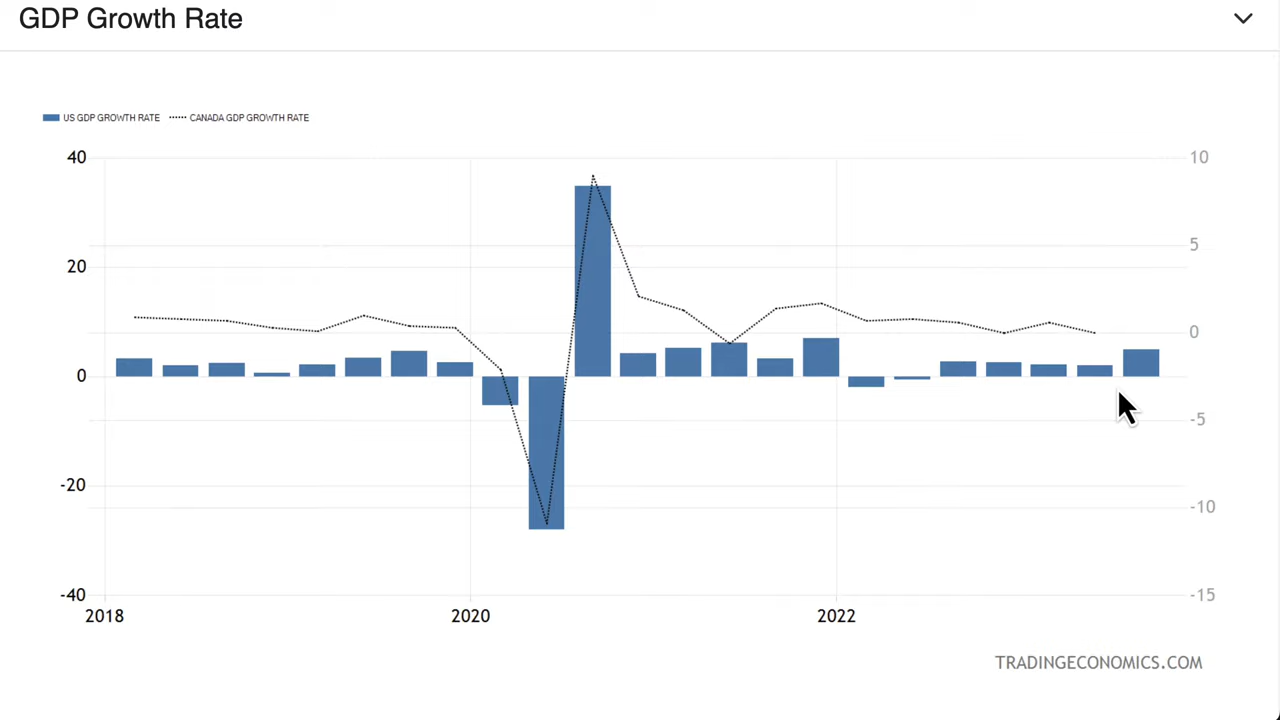 GDP Growth Rate
US GDP GROWTH RATE CANADA GDP GROWTH RATE
40 10
5
20
0
0
-5
-20
-10
-40 -15
2018 2020 2022
TRADINGECONOMICS.COM